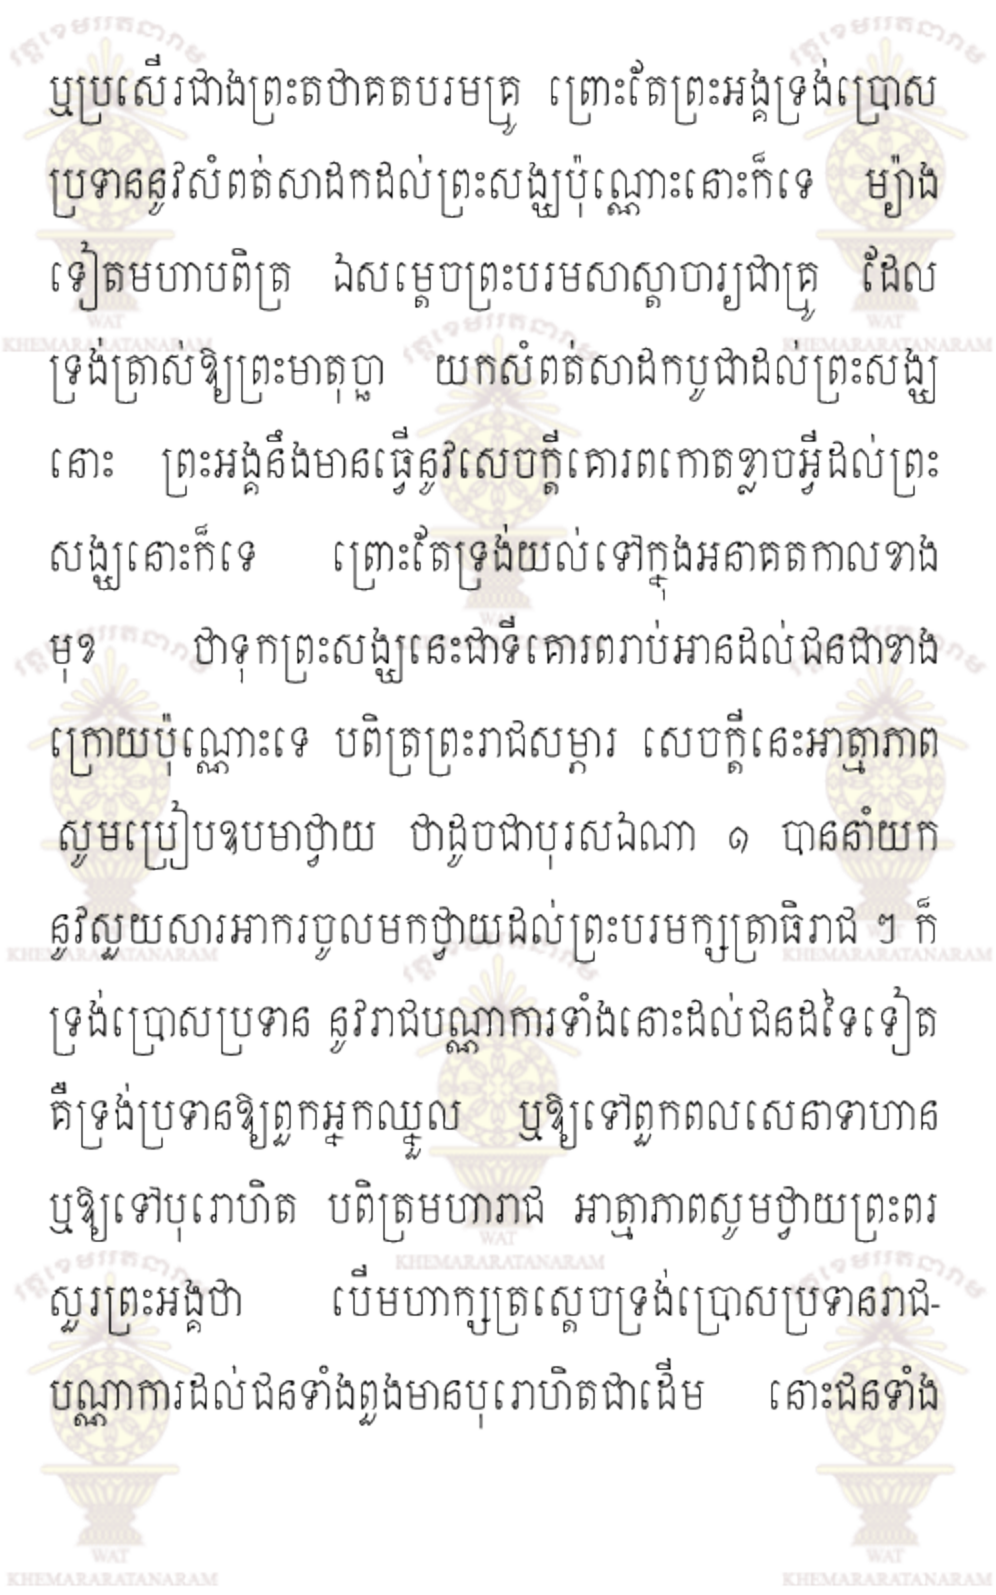 ឬប្រសើរជាងព្រះតថាគតបរមគ្រូ ព្រោះតែព្រះអង្គទ្រង់ប្រោស
ប្រទាននូវសំពត់សាដកដល់ព្រះសង្ឃប៉ុណ្ណោះនោះក៏ទេ ម្យ៉ាង
ទៀតមហាបពិត្រ ឯសម្តេចព្រះបរមសាស្តាចារ្យជាគ្រូ ដែល
ទ្រង់ត្រាស់ឱ្យព្រះមាតុច្ឆា យកសំពត់សាដកបូជាដល់ព្រះសង្ឃ
នោះ ព្រះអង្គនឹងមានធ្វើនូវសេចក្តីគោរពកោតខ្លាចអ្វីដល់ព្រះ
សង្ឃនោះក៏ទេ ព្រោះតែទ្រង់យល់ទៅក្នុងអនាគតកាលខាង
មុខ ថាទុកព្រះសង្ឃនេះជាទីគោរពរាប់អានដល់ជនជាខាង
ក្រោយប៉ុណ្ណោះទេ បពិត្រព្រះរាជសម្ភារ សេចក្តីនេះអាត្មាភាព
សូមប្រៀបឧបមាថ្វាយ ថាដូចជាបុរសឯណា ១ បាននាំយក
នូវសួយសារអាករចូលមកថ្វាយដល់ព្រះបរមក្សត្រាធិរាជ ៗ ក៏
ទ្រង់ប្រោសប្រទាន នូវរាជបណ្ណាការទាំងនោះដល់ជនដទៃទៀត
គឺទ្រង់ប្រទានឱ្យពួកអ្នកឈ្នួល ឬឱ្យទៅពួកពលសេនាទាហាន
ឬឱ្យទៅបុរោហិត បពិត្រមហារាជ អាត្មាភាពសូមថ្វាយព្រះពរ
សួរព្រះអង្គថា បើមហាក្សត្រស្តេចទ្រង់ប្រោសប្រទានរាជ-
បណ្ណាការដល់ជនទាំងពួងមានបុរោហិតជាដើម នោះជនទាំង
វត្តខេមររតនារាម
WAT
KHEMARARATANARAM